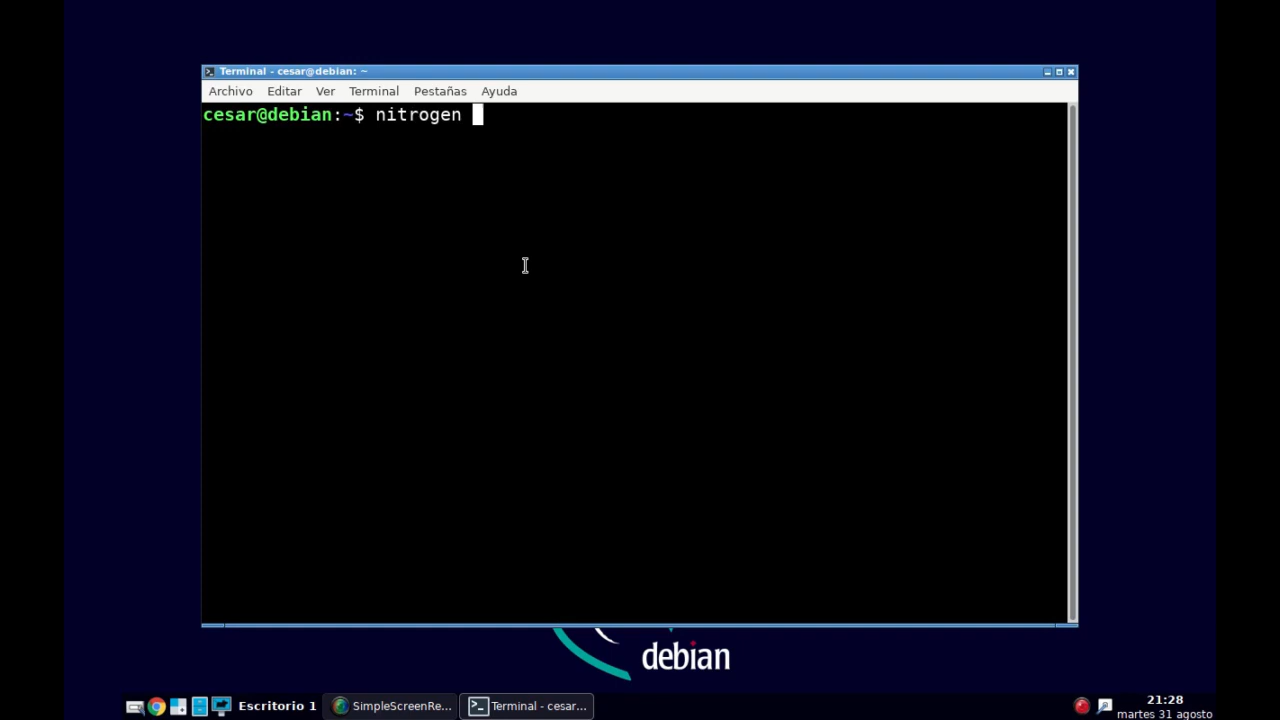 Terminal - cesar@debian: ~
Archivo Editar Ver Terminal Pestañas Ayuda
cesar@debian:~$ nitrogen
debian
Escritorio 1 SimpleScreenRe... Terminal - cesar... 21:28
martes 31 agosto